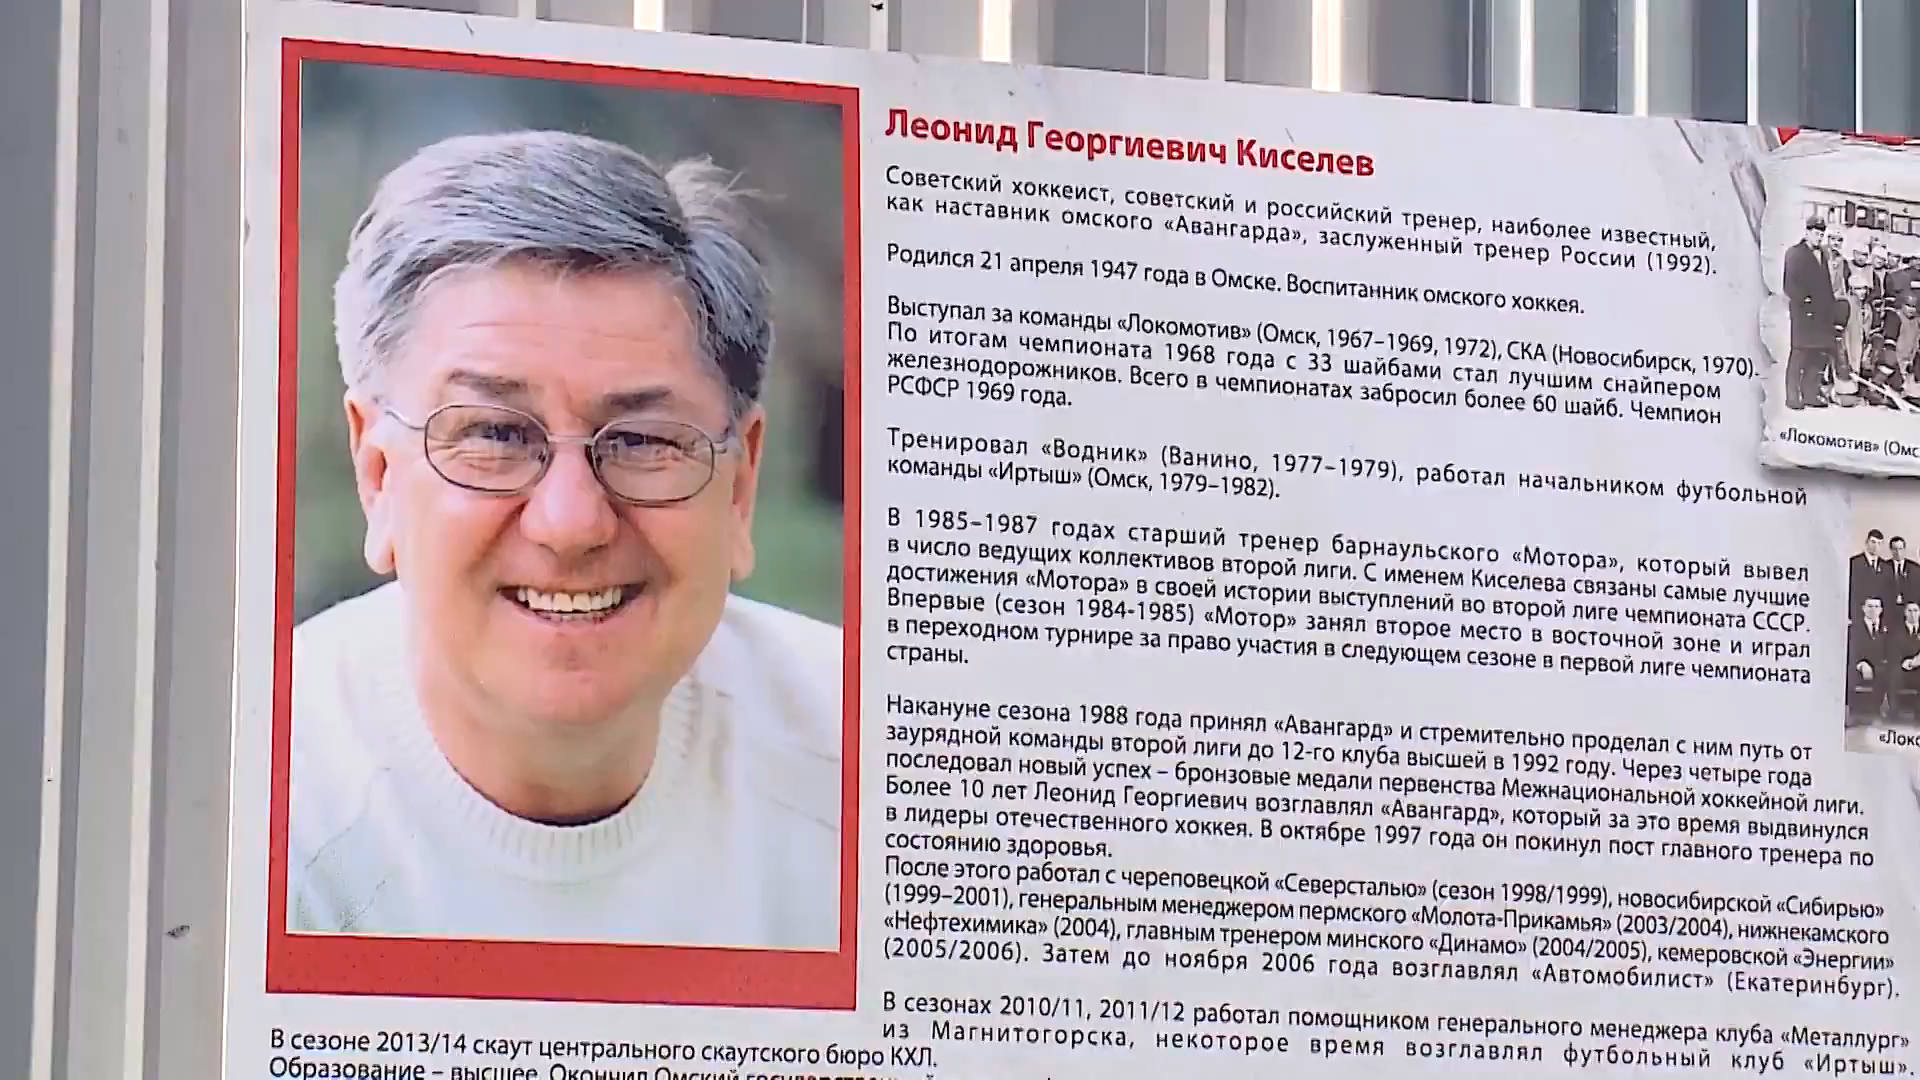 Леонид Георгиевич Киселев
Советский хоккеист, советский и российский тренер, наиболее известный,
как наставник омского «Авангарда», заслуженный тренер России (1992).
Родился 21 апреля 1947 года в Омске. Воспитанник омского хоккея.
Выступал за команды «Локомотив» (Омск, 1967–1969, 1972), СКА (Новосибирск, 1970).
По итогам чемпионата 1968 года с 33 шайбами стал лучшим снайпером
железнодорожников. Всего в чемпионатах забросил более 60 шайб. Чемпион
РСФСР 1969 года.
Тренировал «Водник» (Ванино, 1977–1979), работал начальником футбольной
команды «Иртыш» (Омск, 1979–1982).
В 1985–1987 годах старший тренер барнаульского «Мотора», который вывел
в число ведущих коллективов второй лиги. С именем Киселева связаны самые лучшие
достижения «Мотора» в своей истории выступлений во второй лиге чемпионата СССР.
Впервые (сезон 1984-1985) «Мотор» занял второе место в восточной зоне и играл
в переходном турнире за право участия в следующем сезоне в первой лиге чемпионата
страны.
Накануне сезона 1988 года принял «Авангард» и стремительно проделал с ним путь от
заурядной команды второй лиги до 12-го клуба высшей в 1992 году. Через четыре года
последовал новый успех – бронзовые медали первенства Межнациональной хоккейной лиги.
Более 10 лет Леонид Георгиевич возглавлял «Авангард», который за это время выдвинулся
в лидеры отечественного хоккея. В октябре 1997 года он покинул пост главного тренера по
состоянию здоровья.
После этого работал с череповецкой «Северсталью» (сезон 1998/1999), новосибирской «Сибирью»
(1999–2001), генеральным менеджером пермского «Молота-Прикамья» (2003/2004), нижнекамского
«Нефтехимика» (2004), главным тренером минского «Динамо» (2004/2005), кемеровской «Энергии»
(2005/2006). Затем до ноября 2006 года возглавлял «Автомобилист» (Екатеринбург).
В сезонах 2010/11, 2011/12 работал помощником генерального менеджера клуба «Металлург»
из Магнитогорска, некоторое время возглавлял футбольный клуб «Иртыш».
В сезоне 2013/14 скаут центрального скаутского бюро КХЛ.
Образование – высшее. Окончил Омский
«Локомотив» (Омс
«Локо